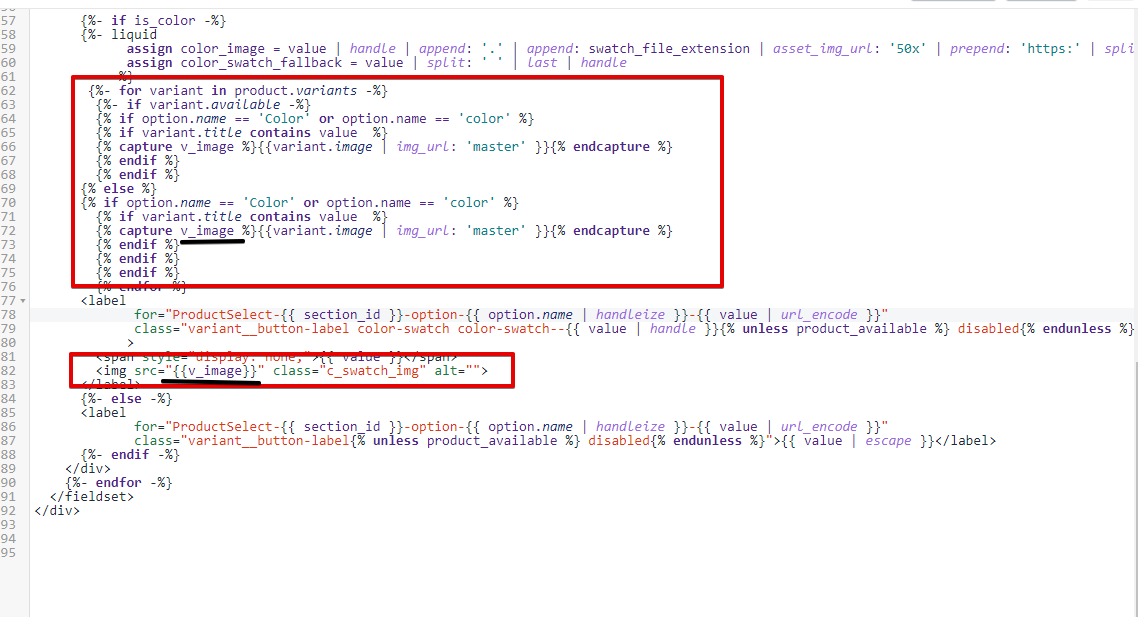 57 {%- if is_color -%}
58 {%- liquid
59 assign color_image = value | handle | append: '.' | append: swatch_file_extension | asset_img_url: '50x' | prepend: 'https:' | spli
60 assign color_swatch_fallback = value | split: ' ' | last | handle
61 %}
62 {%- for variant in product.variants -%}
63 {%- if variant.available -%}
64 {% if option.name == 'Color' or option.name == 'color' %}
65 {% if variant.title contains value %}
66 {% capture v_image %}{{variant.image | img_url: 'master' }}{% endcapture %}
67 {% endif %}
68 {% endif %}
69 {% else %}
70 {% if option.name == 'Color' or option.name == 'color' %}
71 {% if variant.title contains value %}
72 {% capture v_image %}{{variant.image | img_url: 'master' }}{% endcapture %}
73 {% endif %}
74 {% endif %}
75 {% endif %}
76 {% endfor %}
77 <label
78 for="ProductSelect-{{ section_id }}-option-{{ option.name | handleize }}-{{ value | url_encode }}"
79 class="variant__button-label color-swatch color-swatch--{{ value | handle }}{% unless product_available %} disabled{% endunless %}
80 >
81 <span style="display: none;">{{ value }}</span>
82 <img src="{{v_image}}" class="c_swatch_img" alt="">
83 </label>
84 {%- else -%}
85 <label
86 for="ProductSelect-{{ section_id }}-option-{{ option.name | handleize }}-{{ value | url_encode }}"
87 class="variant__button-label{% unless product_available %} disabled{% endunless %}">{{ value | escape }}</label>
88 {%- endif -%}
89 </div>
90 {%- endfor -%}
91 </fieldset>
92 </div>
93
94
95